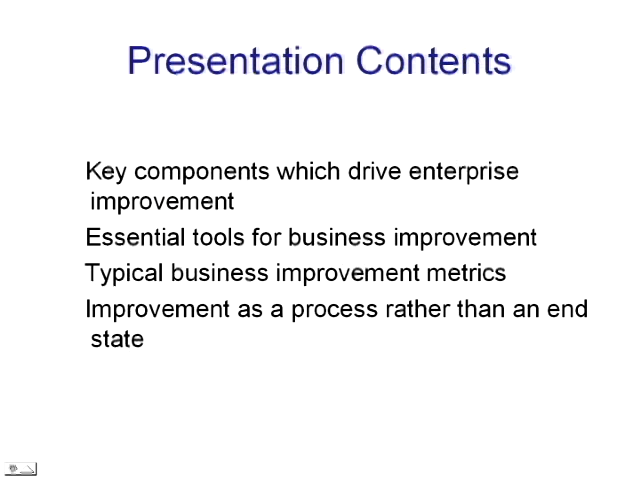 Presentation Contents
Key components which drive enterprise
improvement
Essential tools for business improvement
Typical business improvement metrics
Improvement as a process rather than an end
state